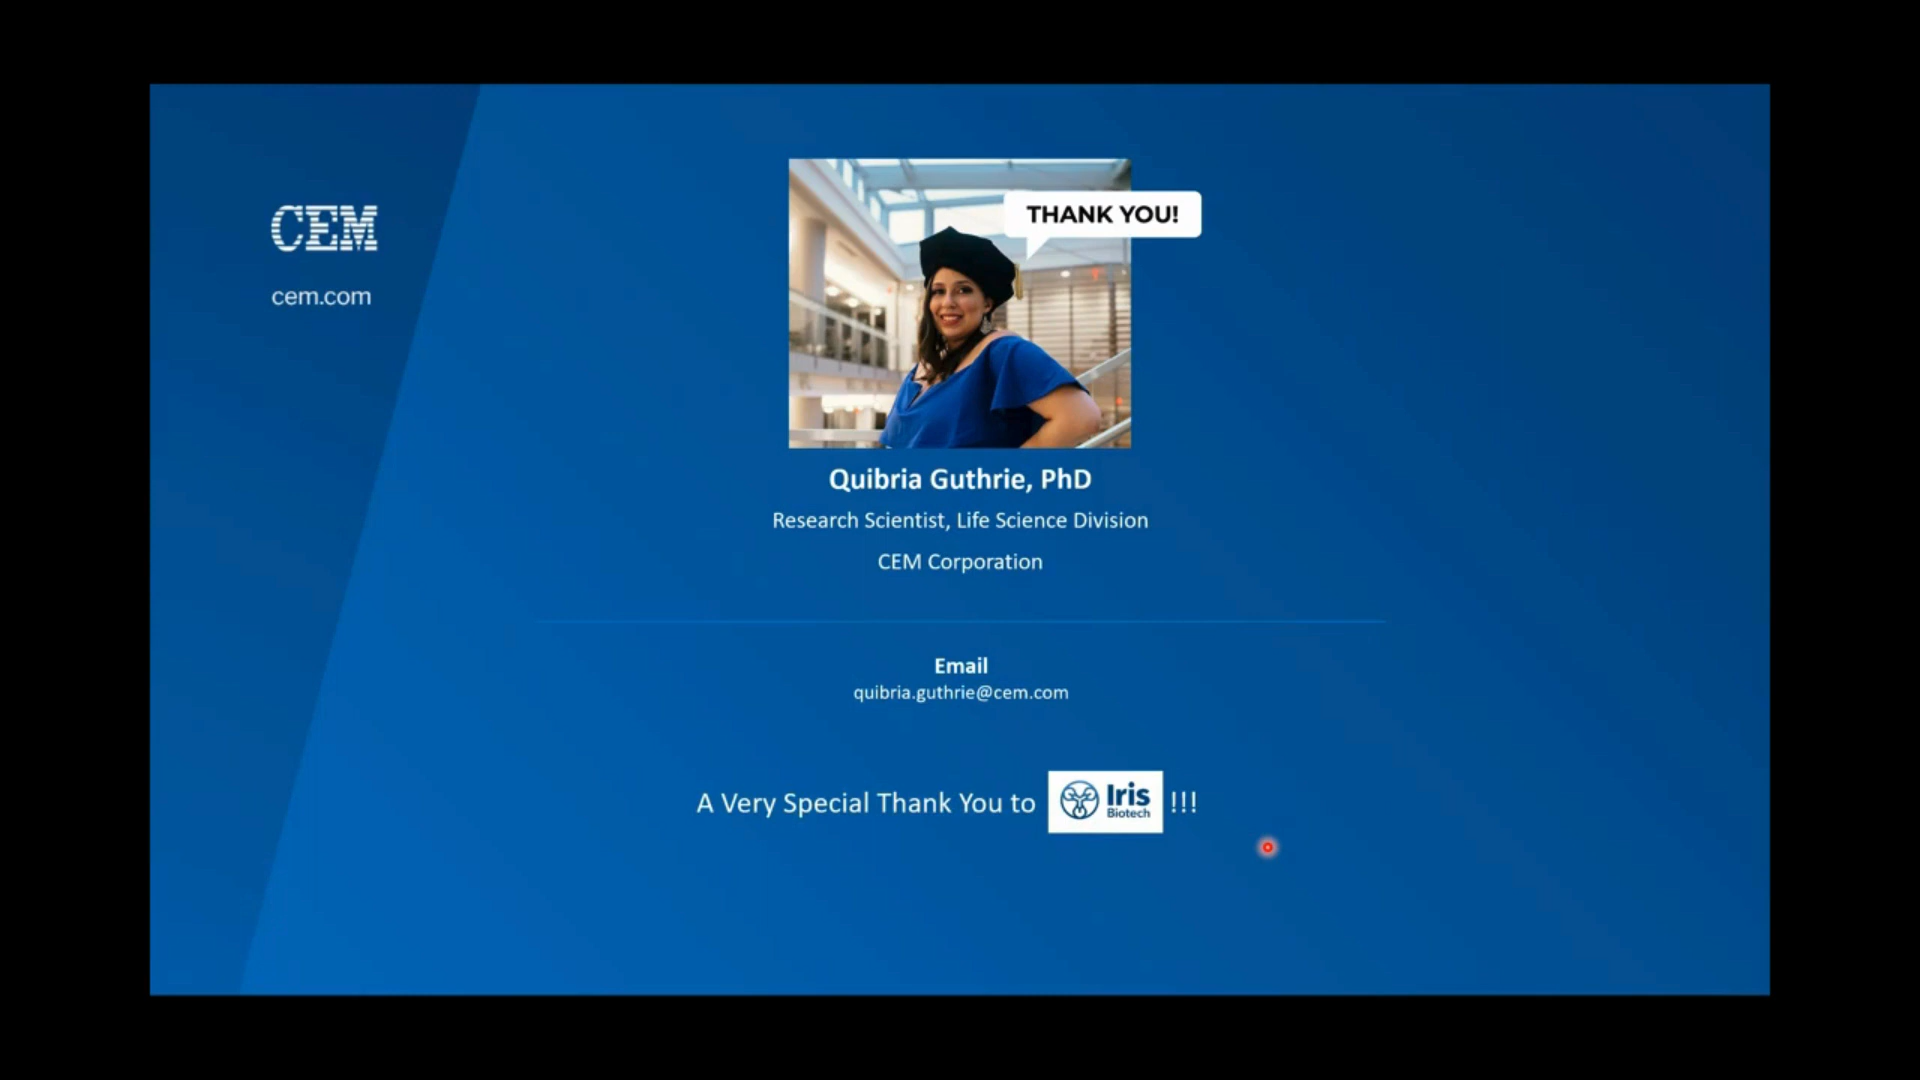 CEM
cem.com
THANK YOU!
Quibria Guthrie, PhD
Research Scientist, Life Science Division
CEM Corporation
Email
quibria.guthrie@cem.com
A Very Special Thank You to Iris Biotech !!!